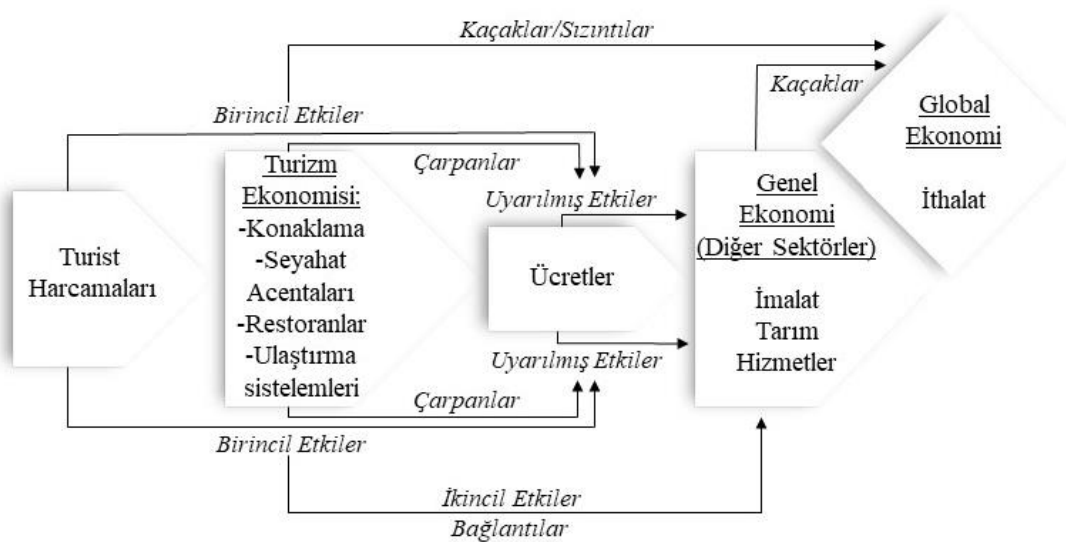 Kaçaklar/Sızıntılar
Kaçaklar
Global
Ekonomi
İthalat
Birincil Etkiler
Çarpanlar
Turizm
Ekonomisi:
-Konaklama
-Seyahat
Acentaları
-Restoranlar
-Ulaştırma
sistelemleri
Turist
Harcamaları
Uyarılmış Etkiler
Ücretler
Uyarılmış Etkiler
Genel
Ekonomi
(Diğer Sektörler)
İmalat
Tarım
Hizmetler
Çarpanlar
Birincil Etkiler
İkincil Etkiler
Bağlantılar